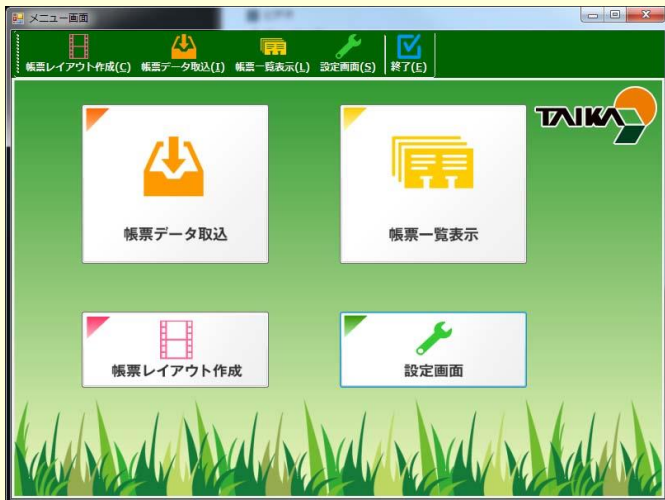 メニュー画面
帳票レイアウト作成(C) 帳票データ取込(I) 帳票一覧表示(L) 設定画面(S) 終了(E)
TAIKA
帳票データ取込 帳票一覧表示
帳票レイアウト作成 設定画面